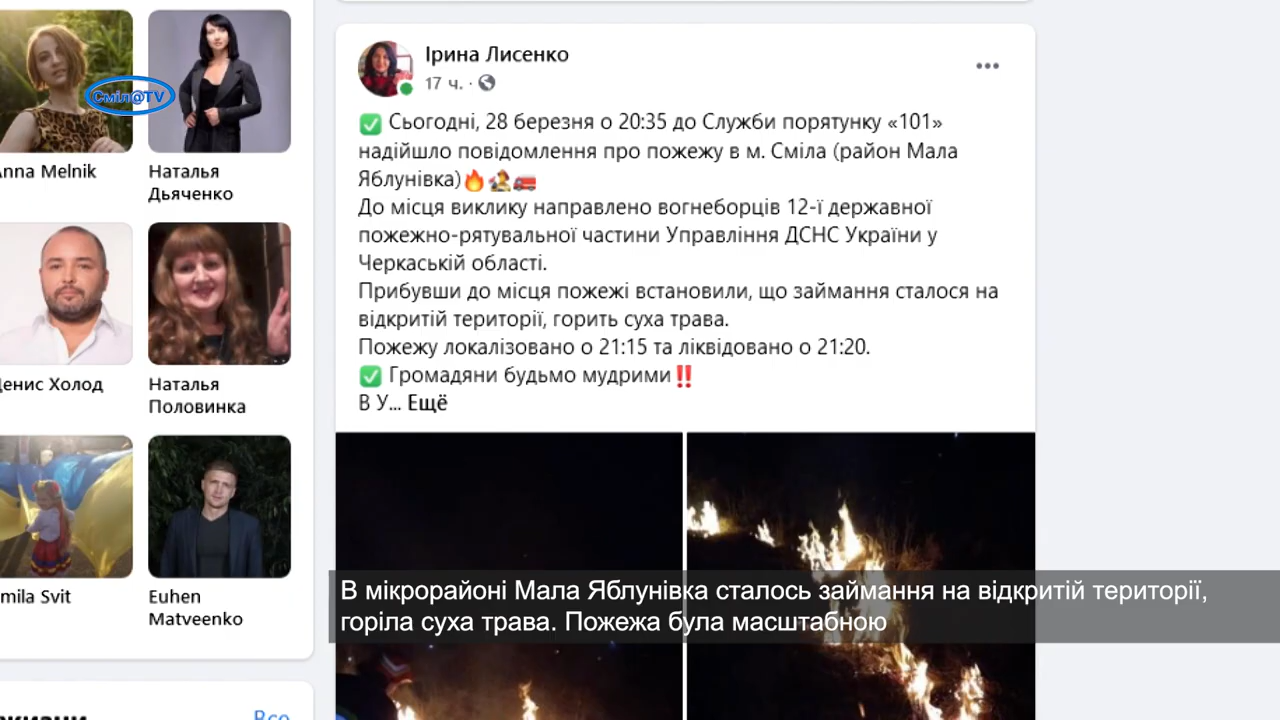 Сміл@TV
Anna Melnik
Наталья
Дьяченко
Денис Холод
Наталья
Половинка
mila Svit
Euhen
Matveenko
Все
Ірина Лисенко
17 ч. ·
✅ Сьогодні, 28 березня о 20:35 до Служби порятунку «101»
надійшло повідомлення про пожежу в м. Сміла (район Мала
Яблунівка)🔥👩‍🚒🚒
До місця виклику направлено вогнеборців 12-ї державної
пожежно-рятувальної частини Управління ДСНС України у
Черкаській області.
Прибувши до місця пожежі встановили, що займання сталося на
відкритій території, горить суха трава.
Пожежу локалізовано о 21:15 та ліквідовано о 21:20.
✅ Громадяни будьмо мудрими‼️
В У... Ещё
В мікрорайоні Мала Яблунівка сталось займання на відкритій території,
горіла суха трава. Пожежа була масштабною